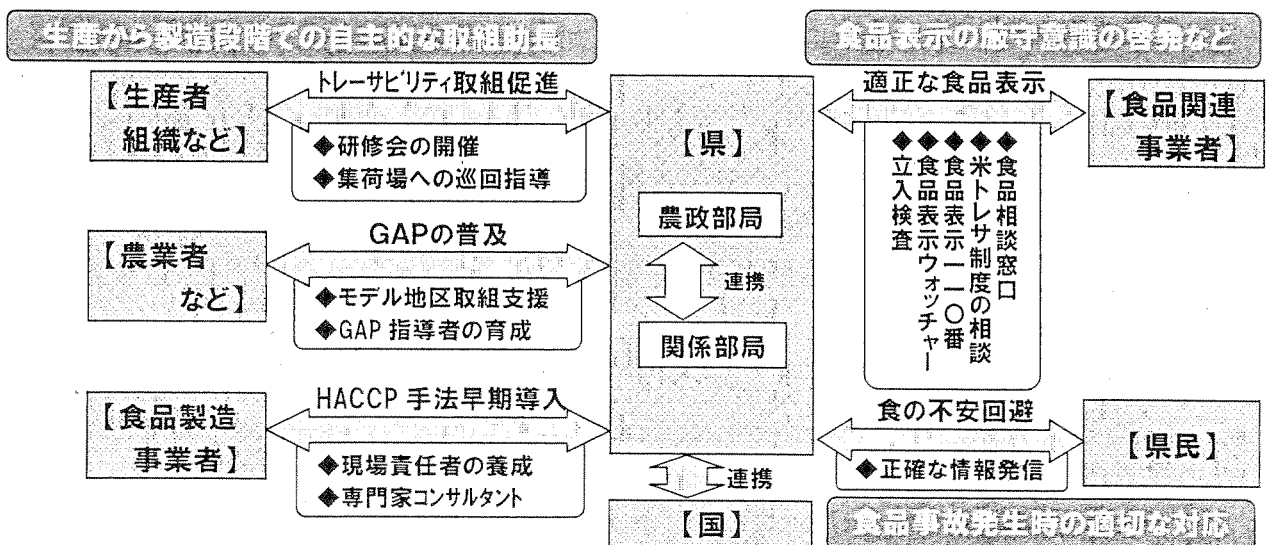 生産から製造段階での自主的な取組助長
【生産者
組織など】
トレーサビリティ取組促進
◆研修会の開催
◆集荷場への巡回指導
【農業者
など】
GAPの普及
◆モデル地区取組支援
◆GAP 指導者の育成
【食品製造
事業者】
HACCP 手法早期導入
◆現場責任者の養成
◆専門家コンサルタント
【県】
農政部局
連携
関係部局
連携
【国】
食品表示の厳守意識の啓発など
適正な食品表示
【食品関連
事業者】
◆食品相談窓口
◆米トレサ制度の相談
◆食品表示一一〇番
◆食品表示ウォッチャー
◆立入検査
食の不安回避
◆正確な情報発信
【県民】
食品事故発生時の適切な対応